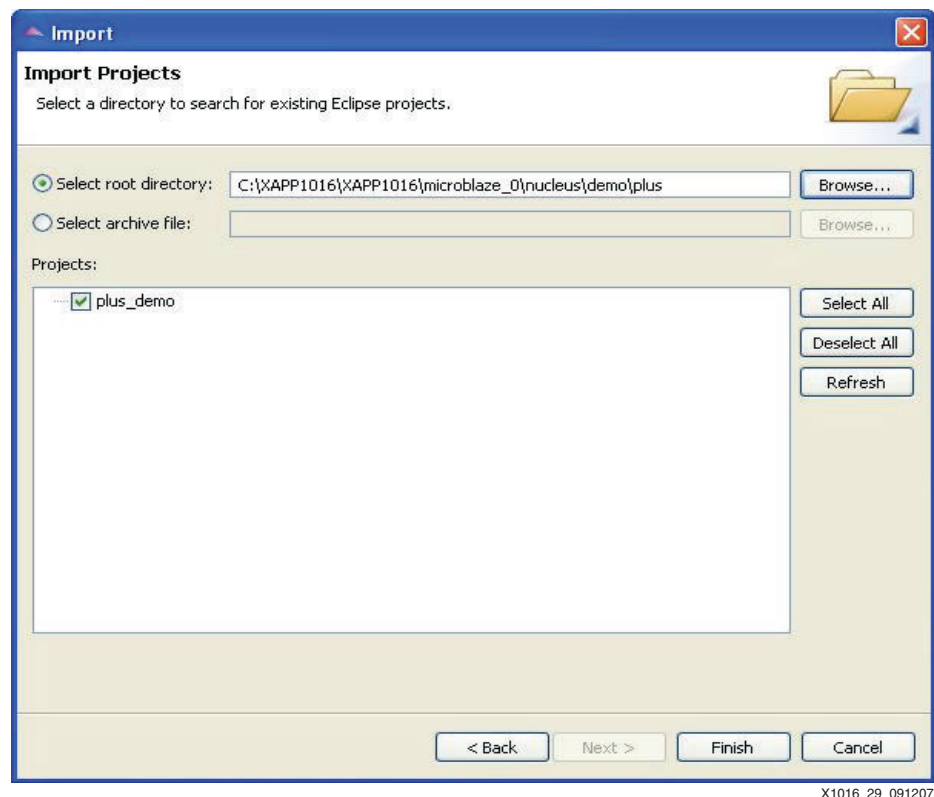 Import
Import Projects
Select a directory to search for existing Eclipse projects.
Select root directory: C:\XAPP1016\XAPP1016\microblaze_0\nucleus\demo\plus Browse...
Select archive file: Browse...
Projects:
plus_demo Select All
Deselect All
Refresh
< Back Next > Finish Cancel
X1016_29_091207